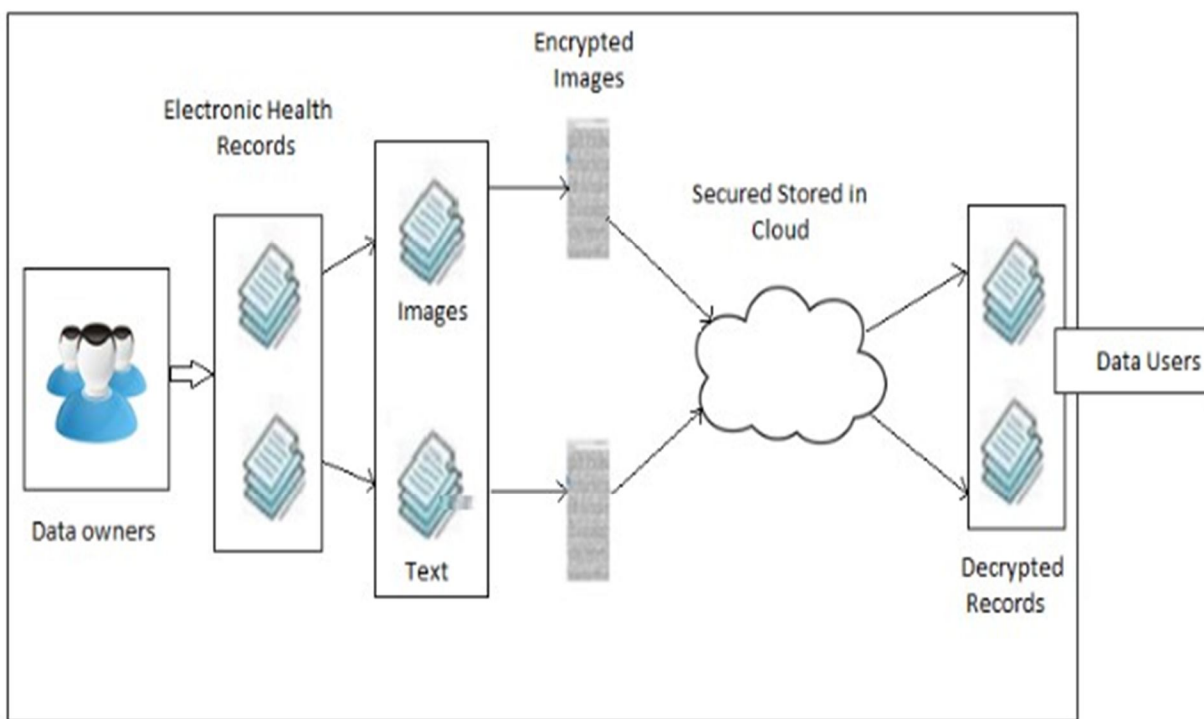 Encrypted
Images
Electronic Health
Records
Secured Stored in
Cloud
Images
Data Users
Data owners
Text
Decrypted
Records